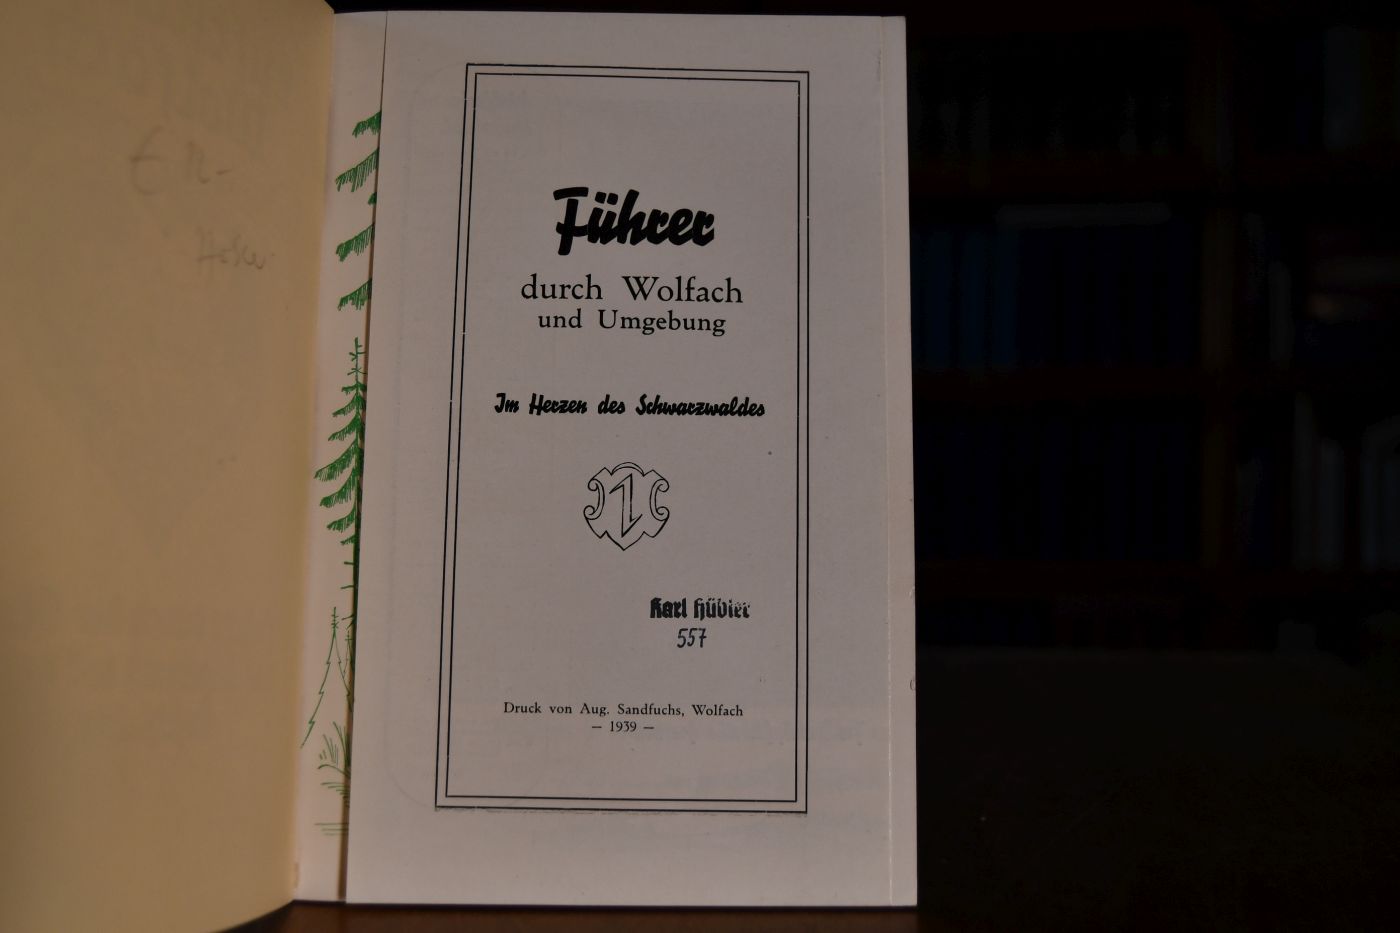 Führer
durch Wolfach
und Umgebung
Im Herzen des Schwarzwaldes
Karl Hübler
557
Druck von Aug. Sandfuchs, Wolfach
— 1939 —